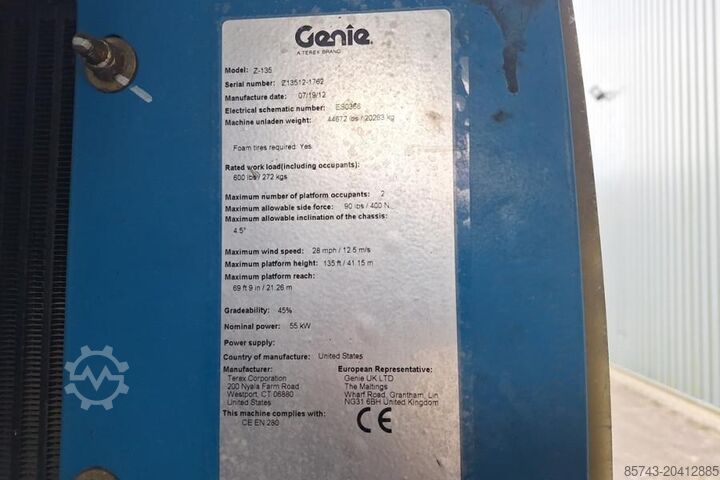 Genie®
A TEREX BRAND
Model: Z-135
Serial number: Z13512-1762
Manufacture date: 07/19/12
Electrical schematic number: ES0366
Machine unladen weight: 44672 lbs / 20263 kg
Foam tires required: Yes
Rated work load(including occupants):
600 lbs / 272 kgs
Maximum number of platform occupants: 2
Maximum allowable side force: 90 lbs / 400 N
Maximum allowable inclination of the chassis:
4.5°
Maximum wind speed: 28 mph / 12.5 m/s
Maximum platform height: 135 ft / 41.15 m
Maximum platform reach:
69 ft 9 in / 21.26 m
Gradeability: 45%
Nominal power: 55 kW
Power supply:
Country of manufacture: United States
Manufacturer:
Terex Corporation
200 Nyala Farm Road
Westport, CT 06880
United States
European Representative:
Genie UK LTD
The Maltings
Wharf Road, Grantham, Lin
NG31 6BH United Kingdom
This machine complies with:
CE EN 280
CE
85743-20412885